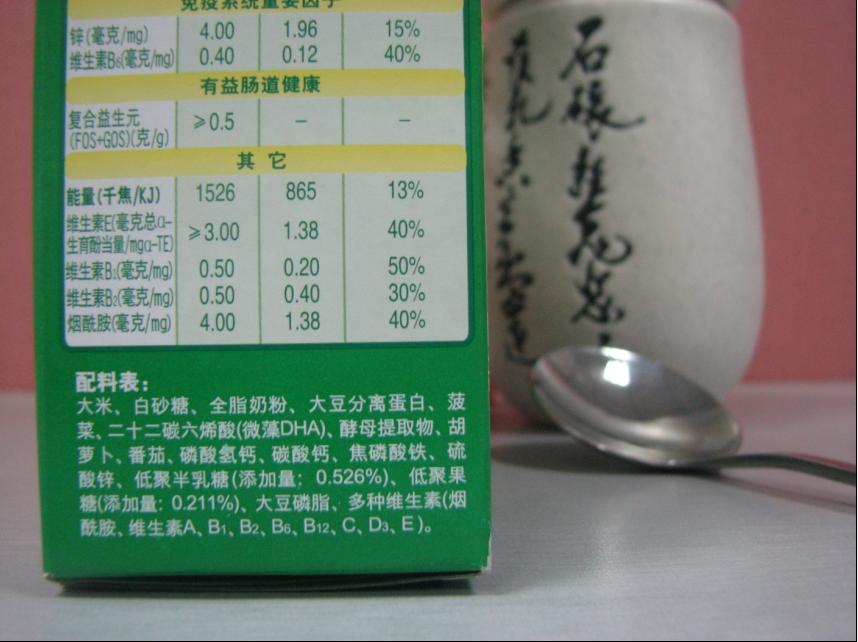 免疫系统重要因子
锌(毫克/mg) 4.00 1.96 15%
维生素B6(毫克/mg) 0.40 0.12 40%
有益肠道健康
复合益生元
(FOS+GOS)(克/g) ≥0.5 － －
其 它
能量(千焦/KJ) 1526 865 13%
维生素E(毫克总α-
生育酚当量/mgα-TE) ≥3.00 1.38 40%
维生素B1(毫克/mg) 0.50 0.20 50%
维生素B2(毫克/mg) 0.50 0.40 30%
烟酰胺(毫克/mg) 4.00 1.38 40%
配料表：
大米、白砂糖、全脂奶粉、大豆分离蛋白、菠
菜、二十二碳六烯酸(微藻DHA)、酵母提取物、胡
萝卜、番茄、磷酸氢钙、碳酸钙、焦磷酸铁、硫
酸锌、低聚半乳糖(添加量：0.526%)、低聚果
糖(添加量：0.211%)、大豆磷脂、多种维生素(烟
酰胺、维生素A、B1、B2、B6、B12、C、D3、E)。
石